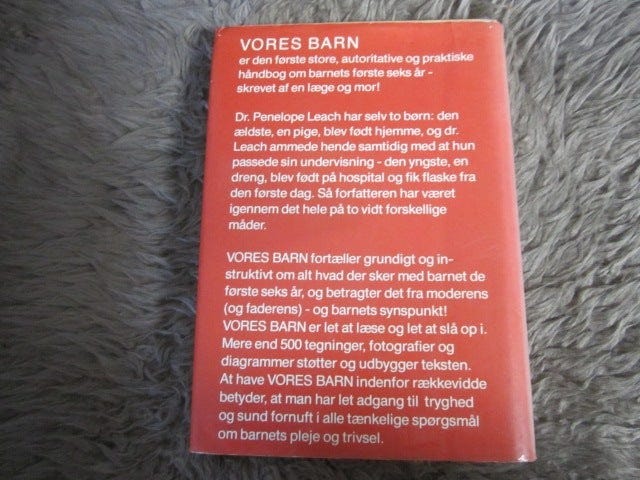 VORES BARN
er den første store, autoritative og praktiske
håndbog om barnets første seks år -
skrevet af en læge og mor!
Dr. Penelope Leach har selv to børn: den
ældste, en pige, blev født hjemme, og dr.
Leach ammede hende samtidig med at hun
passede sin undervisning - den yngste, en
dreng, blev født på hospital og fik flaske fra
den første dag. Så forfatteren har været
igennem det hele på to vidt forskellige
måder.
VORES BARN fortæller grundigt og in-
struktivt om alt hvad der sker med barnet de
første seks år, og betragter det fra moderens
(og faderens) - og barnets synspunkt!
VORES BARN er let at læse og let at slå op i.
Mere end 500 tegninger, fotografier og
diagrammer støtter og udbygger teksten.
At have VORES BARN indenfor rækkevidde
betyder, at man har let adgang til tryghed
og sund fornuft i alle tænkelige spørgsmål
om barnets pleje og trivsel.